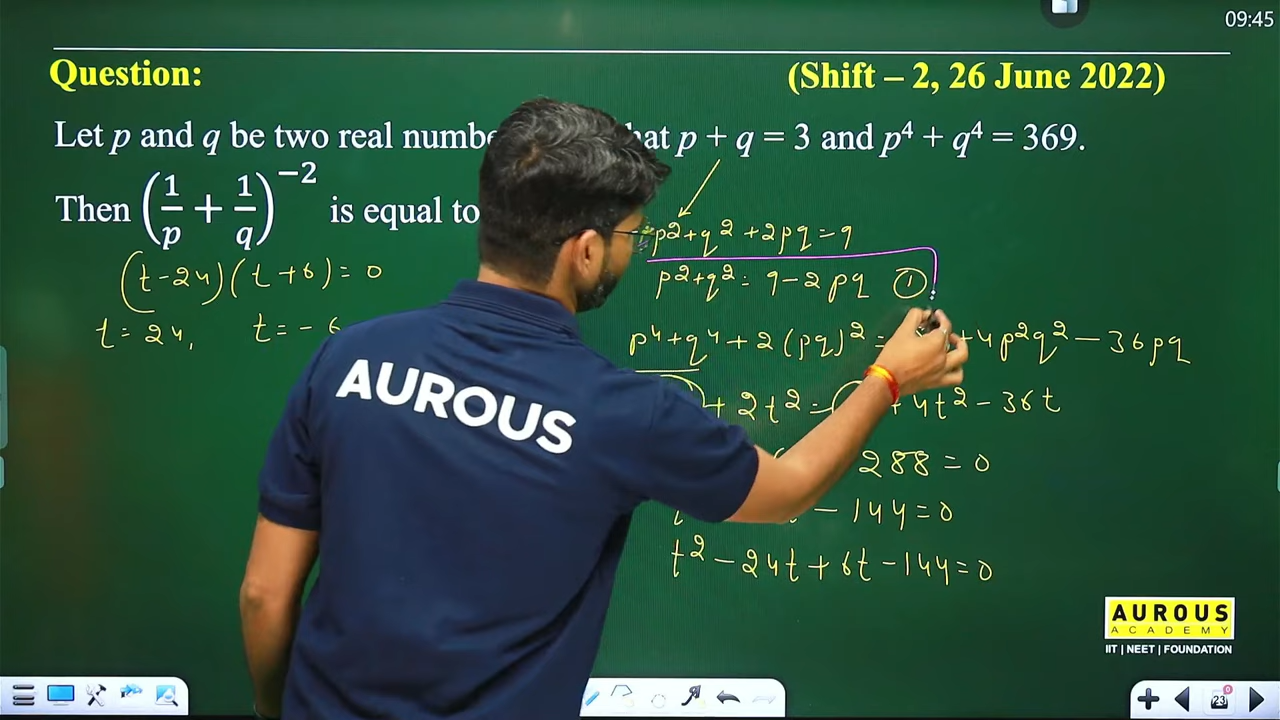 09:45
Question: (Shift – 2, 26 June 2022)
Let p and q be two real numbe hat p + q = 3 and p⁴ + q⁴ = 369.
Then (1/p + 1/q)⁻² is equal to
p²+q²+2pq=9
(t-24)(t+6)=0
p²+q²= 9-2pq ①
t=24, t=-6
p⁴+q⁴+2(pq)²= +4p²q²-36pq
+2t²= +4t²-36t
288=0
-144=0
t²-24t+6t-144=0
AUROUS
AUROUS
ACADEMY
IIT | NEET | FOUNDATION
23